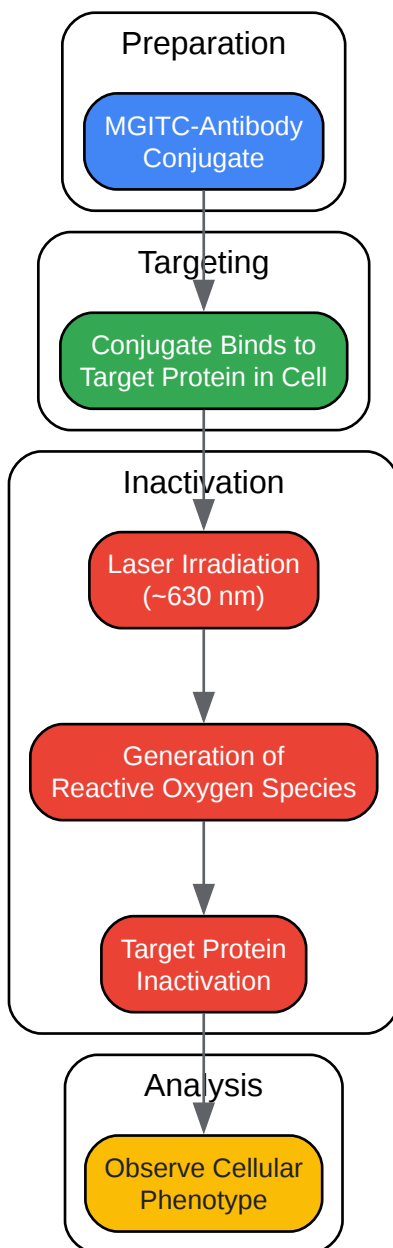 Preparation
MGITC-Antibody
Conjugate
Targeting
Conjugate Binds to
Target Protein in Cell
Inactivation
Laser Irradiation
(~630 nm)
Generation of
Reactive Oxygen Species
Target Protein
Inactivation
Analysis
Observe Cellular
Phenotype